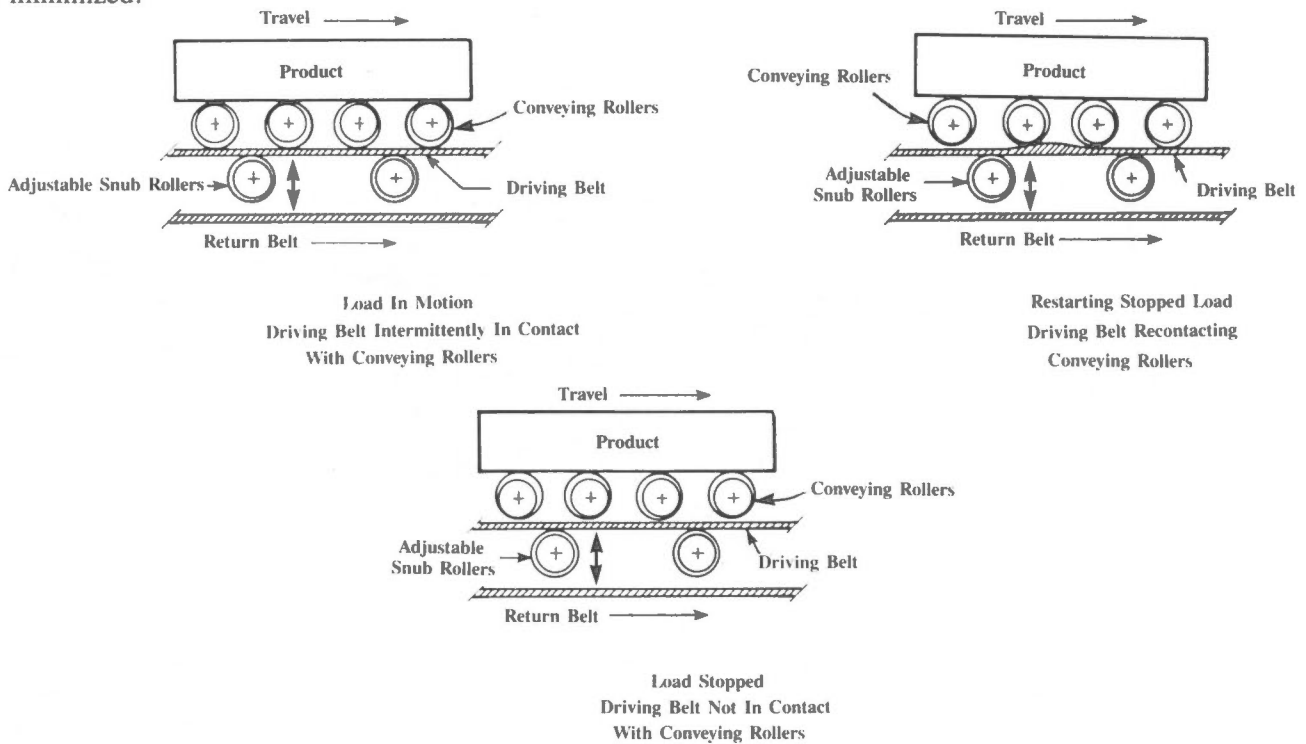 minimized.
Travel
Product
Conveying Rollers
Adjustable Snub Rollers
Driving Belt
Return Belt
Load In Motion
Driving Belt Intermittently In Contact
With Conveying Rollers
Travel
Conveying Rollers
Product
Adjustable
Snub Rollers
Driving Belt
Return Belt
Restarting Stopped Load
Driving Belt Recontacting
Conveying Rollers
Travel
Product
Conveying Rollers
Adjustable
Snub Rollers
Driving Belt
Return Belt
Load Stopped
Driving Belt Not In Contact
With Conveying Rollers